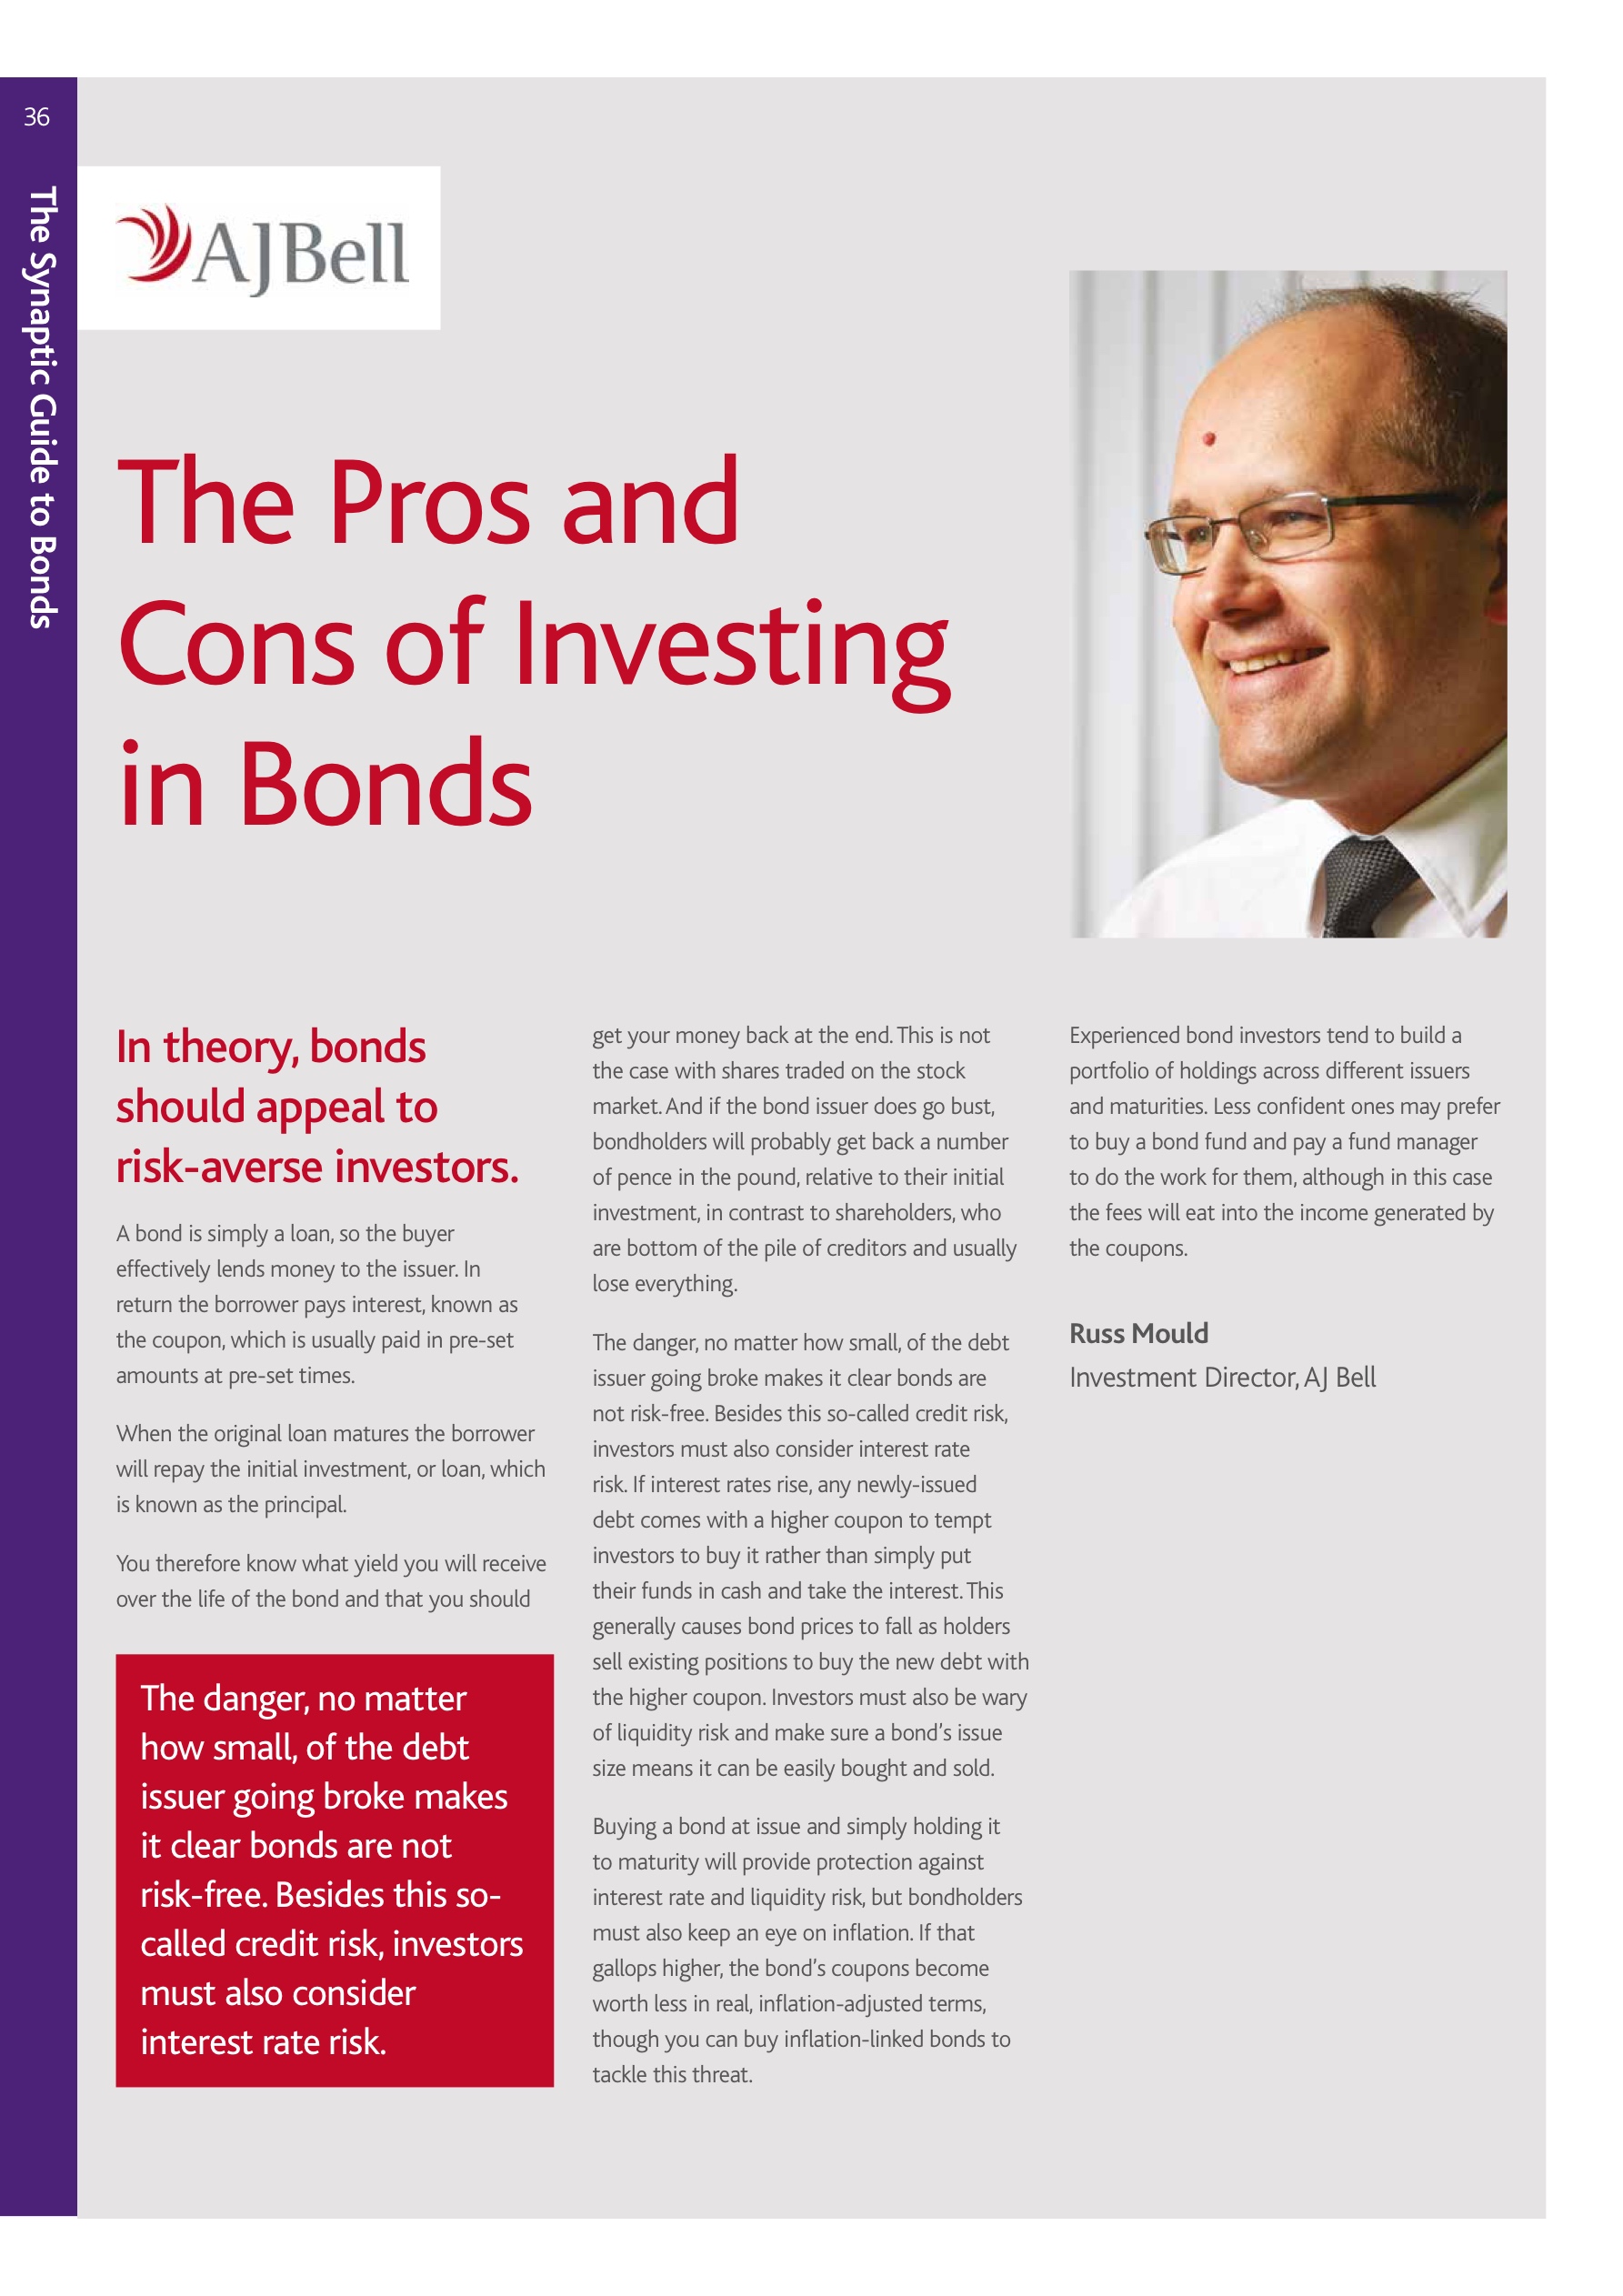 36
The Synaptic Guide to Bonds
AJBell
The Pros and
Cons of Investing
in Bonds
In theory, bonds
should appeal to
risk-averse investors.
A bond is simply a loan, so the buyer
effectively lends money to the issuer. In
return the borrower pays interest, known as
the coupon, which is usually paid in pre-set
amounts at pre-set times.
When the original loan matures the borrower
will repay the initial investment, or loan, which
is known as the principal.
You therefore know what yield you will receive
over the life of the bond and that you should
The danger, no matter
how small, of the debt
issuer going broke makes
it clear bonds are not
risk-free. Besides this so-
called credit risk, investors
must also consider
interest rate risk.
get your money back at the end. This is not
the case with shares traded on the stock
market. And if the bond issuer does go bust,
bondholders will probably get back a number
of pence in the pound, relative to their initial
investment, in contrast to shareholders, who
are bottom of the pile of creditors and usually
lose everything.
The danger, no matter how small, of the debt
issuer going broke makes it clear bonds are
not risk-free. Besides this so-called credit risk,
investors must also consider interest rate
risk. If interest rates rise, any newly-issued
debt comes with a higher coupon to tempt
investors to buy it rather than simply put
their funds in cash and take the interest. This
generally causes bond prices to fall as holders
sell existing positions to buy the new debt with
the higher coupon. Investors must also be wary
of liquidity risk and make sure a bond's issue
size means it can be easily bought and sold.
Buying a bond at issue and simply holding it
to maturity will provide protection against
interest rate and liquidity risk, but bondholders
must also keep an eye on inflation. If that
gallops higher, the bond's coupons become
worth less in real, inflation-adjusted terms,
though you can buy inflation-linked bonds to
tackle this threat.
Experienced bond investors tend to build a
portfolio of holdings across different issuers
and maturities. Less confident ones may prefer
to buy a bond fund and pay a fund manager
to do the work for them, although in this case
the fees will eat into the income generated by
the coupons.
Russ Mould
Investment Director, AJ Bell